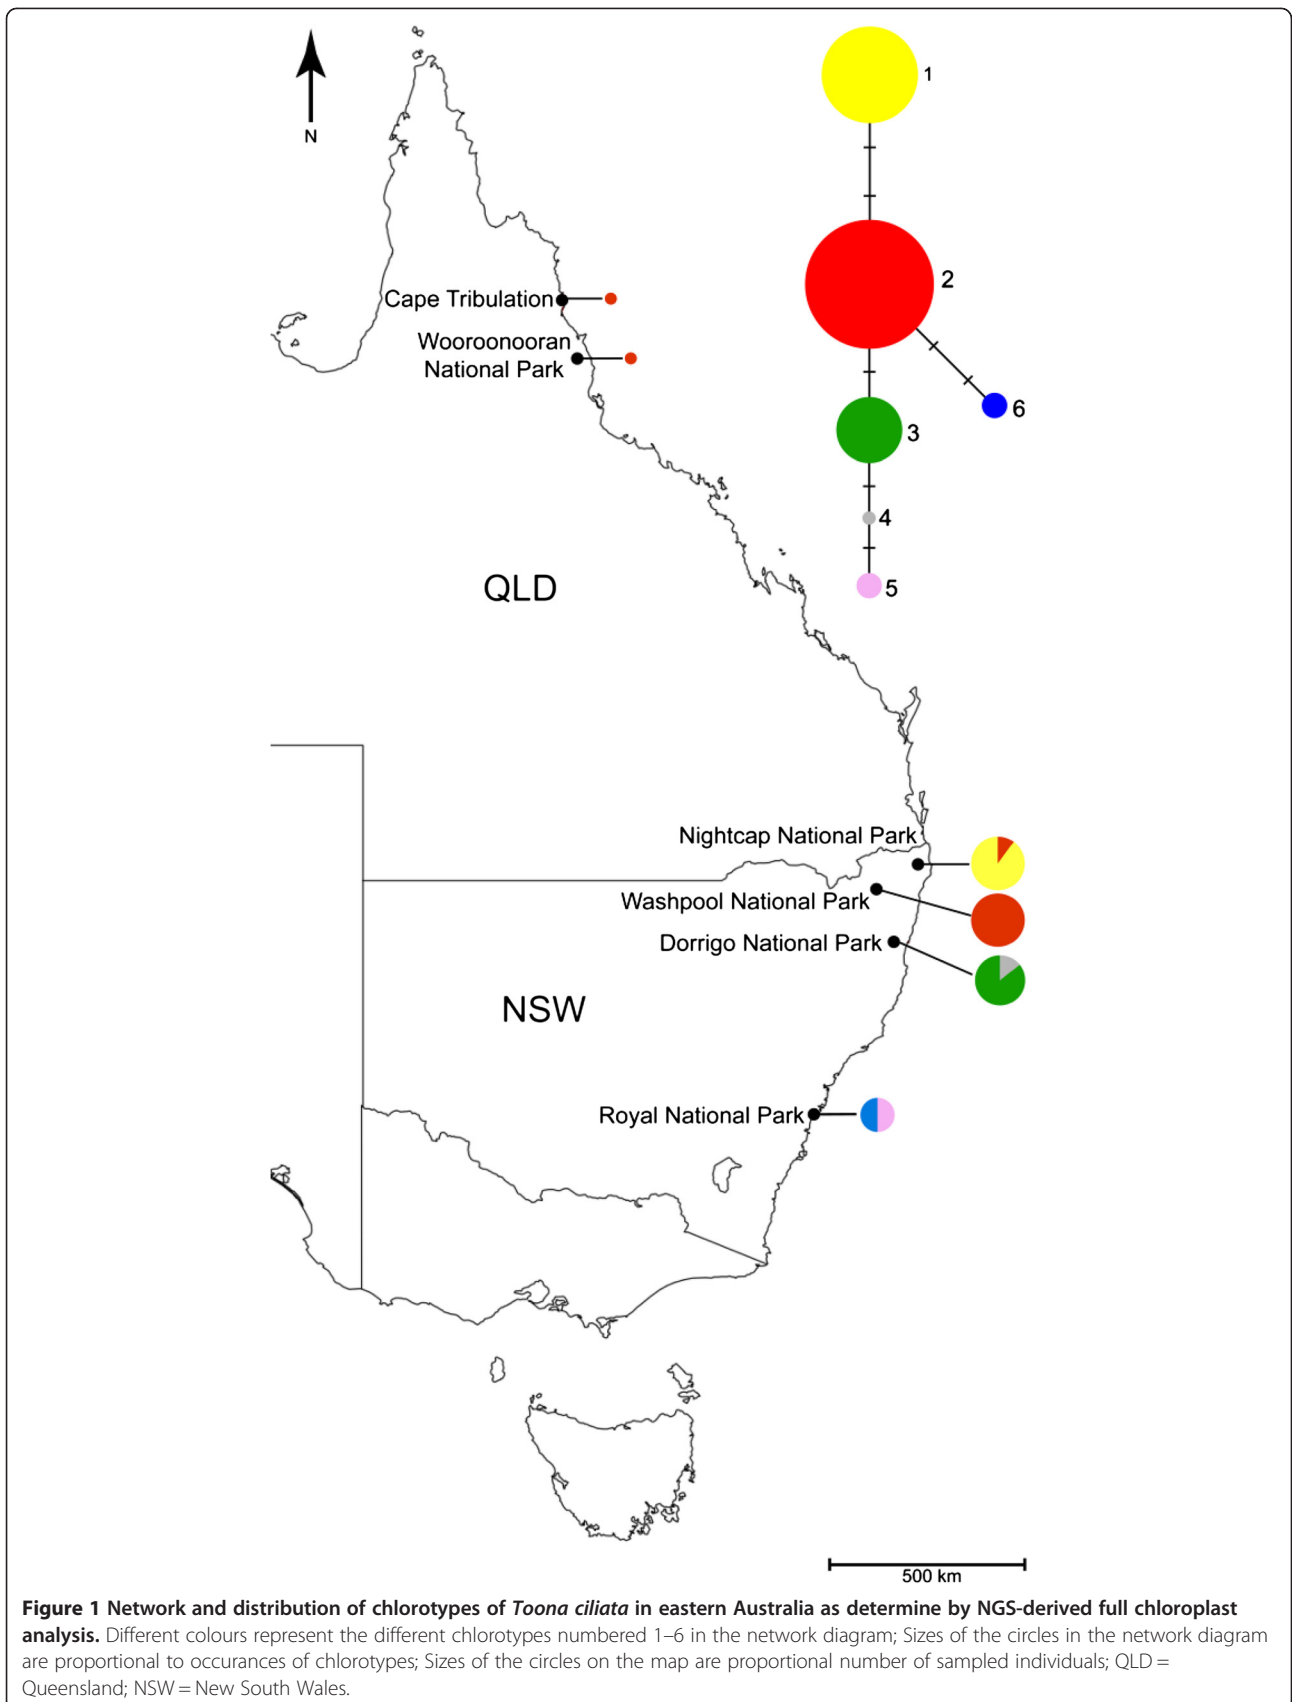 N
1
2
3
4
5
6
Cape Tribulation
Wooroonooran
National Park
QLD
Nightcap National Park
Washpool National Park
Dorrigo National Park
NSW
Royal National Park
500 km
Figure 1 Network and distribution of chlorotypes of Toona ciliata in eastern Australia as determine by NGS-derived full chloroplast
analysis. Different colours represent the different chlorotypes numbered 1–6 in the network diagram; Sizes of the circles in the network diagram
are proportional to occurances of chlorotypes; Sizes of the circles on the map are proportional number of sampled individuals; QLD =
Queensland; NSW = New South Wales.